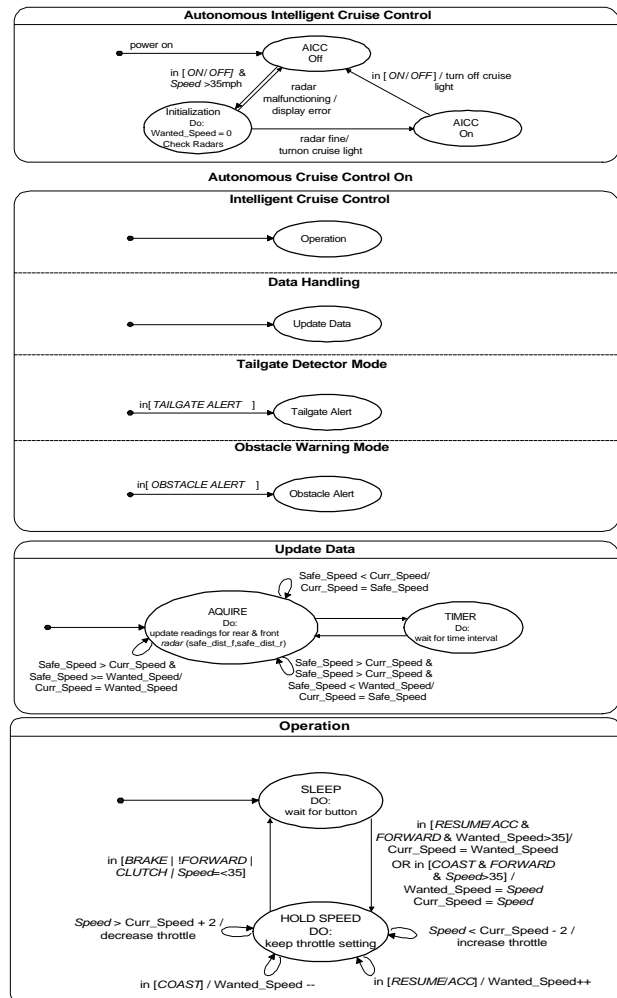 Autonomous Intelligent Cruise Control
power on
AICC
Off
in [ ON/ OFF] &
Speed >35mph
radar
malfunctioning /
display error
in [ ON/ OFF] / turn off cruise
light
Initialization
Do:
Wanted_Speed = 0
Check Radars
radar fine/
turnon cruise light
AICC
On
Autonomous Cruise Control On
Intelligent Cruise Control
Operation
Data Handling
Update Data
Tailgate Detector Mode
in[ TAILGATE ALERT ]
Tailgate Alert
Obstacle Warning Mode
in[ OBSTACLE ALERT ]
Obstacle Alert
Update Data
Safe_Speed < Curr_Speed/
Curr_Speed = Safe_Speed
AQUIRE
Do:
update readings for rear & front
radar (safe_dist_f,safe_dist_r)
TIMER
Do:
wait for time interval
Safe_Speed > Curr_Speed &
Safe_Speed >= Wanted_Speed/
Curr_Speed = Wanted_Speed
Safe_Speed > Curr_Speed &
Safe_Speed > Curr_Speed &
Safe_Speed < Wanted_Speed/
Curr_Speed = Safe_Speed
Operation
SLEEP
DO:
wait for button
in [BRAKE | !FORWARD |
CLUTCH | Speed=<35]
in [RESUME/ACC &
FORWARD & Wanted_Speed>35]/
Curr_Speed = Wanted_Speed
OR in [COAST & FORWARD
& Speed>35] /
Wanted_Speed = Speed
Curr_Speed = Speed
HOLD SPEED
DO:
keep throttle setting
Speed > Curr_Speed + 2 /
decrease throttle
Speed < Curr_Speed - 2 /
increase throttle
in [COAST] / Wanted_Speed --
in [RESUME/ACC] / Wanted_Speed++